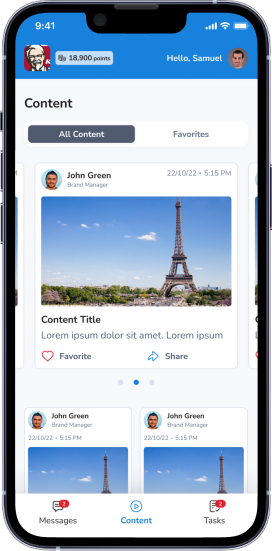 9:41
18,900 points
Hello, Samuel
Content
All Content
Favorites
John Green
22/10/22 • 5:15 PM
Brand Manager
Content Title
Lorem ipsum dolor sit amet. Lorem ipsum
Favorite
Share
John Green
Brand Manager
22/10/22 • 5:15 PM
John Green
Brand Manager
22/10/22 • 5:15 PM
2
2
Messages
Content
Tasks